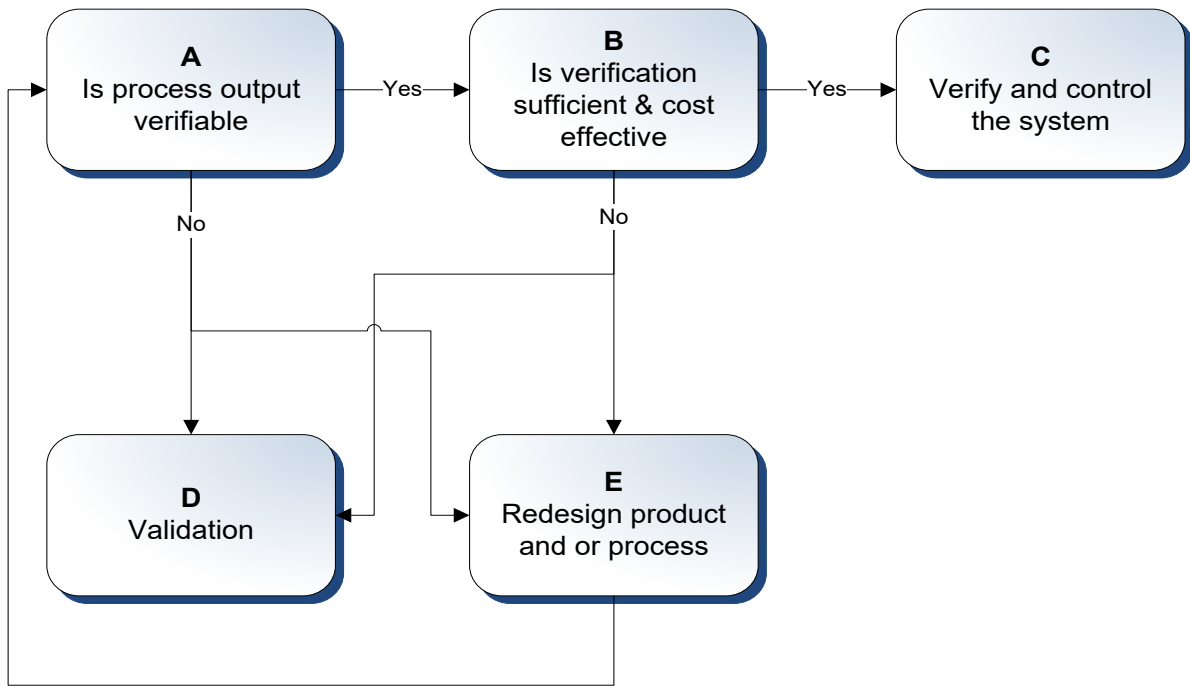 A
Is process output
verifiable
Yes
B
Is verification
sufficient & cost
effective
Yes
C
Verify and control
the system
No
No
D
Validation
E
Redesign product
and or process